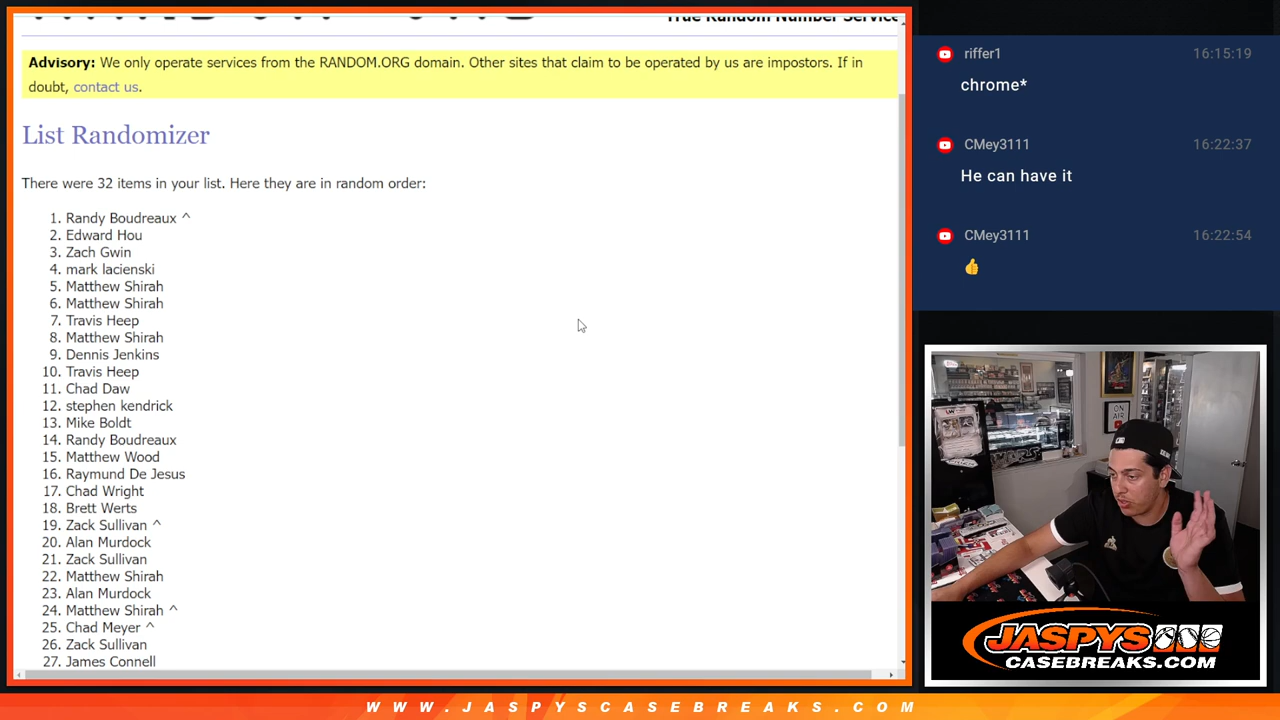 True Random Number Service
Advisory: We only operate services from the RANDOM.ORG domain. Other sites that claim to be operated by us are impostors. If in
doubt, contact us.
List Randomizer
There were 32 items in your list. Here they are in random order:
1. Randy Boudreaux ^
2. Edward Hou
3. Zach Gwin
4. mark lacienski
5. Matthew Shirah
6. Matthew Shirah
7. Travis Heep
8. Matthew Shirah
9. Dennis Jenkins
10. Travis Heep
11. Chad Daw
12. stephen kendrick
13. Mike Boldt
14. Randy Boudreaux
15. Matthew Wood
16. Raymund De Jesus
17. Chad Wright
18. Brett Werts
19. Zack Sullivan ^
20. Alan Murdock
21. Zack Sullivan
22. Matthew Shirah
23. Alan Murdock
24. Matthew Shirah ^
25. Chad Meyer ^
26. Zack Sullivan
27. James Connell
riffer1 16:15:19
chrome*
CMey3111 16:22:37
He can have it
CMey3111 16:22:54
👍
ON
AIR
JASPYS
CASEBREAKS.COM
WWW.JASPYSCASEBREAKS.COM